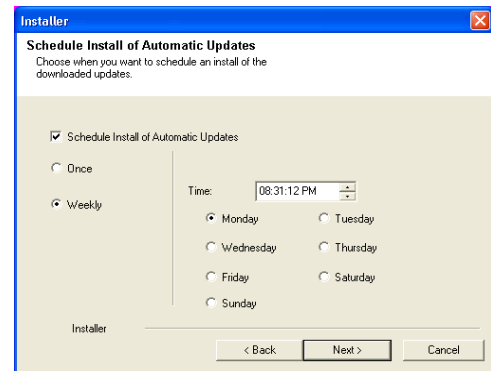 Installer
Schedule Install of Automatic Updates
Choose when you want to schedule an install of the
downloaded updates.
Schedule Install of Automatic Updates
Once
Weekly
Time: 08:31:12 PM
Monday Tuesday
Wednesday Thursday
Friday Saturday
Sunday
Installer
< Back Next > Cancel